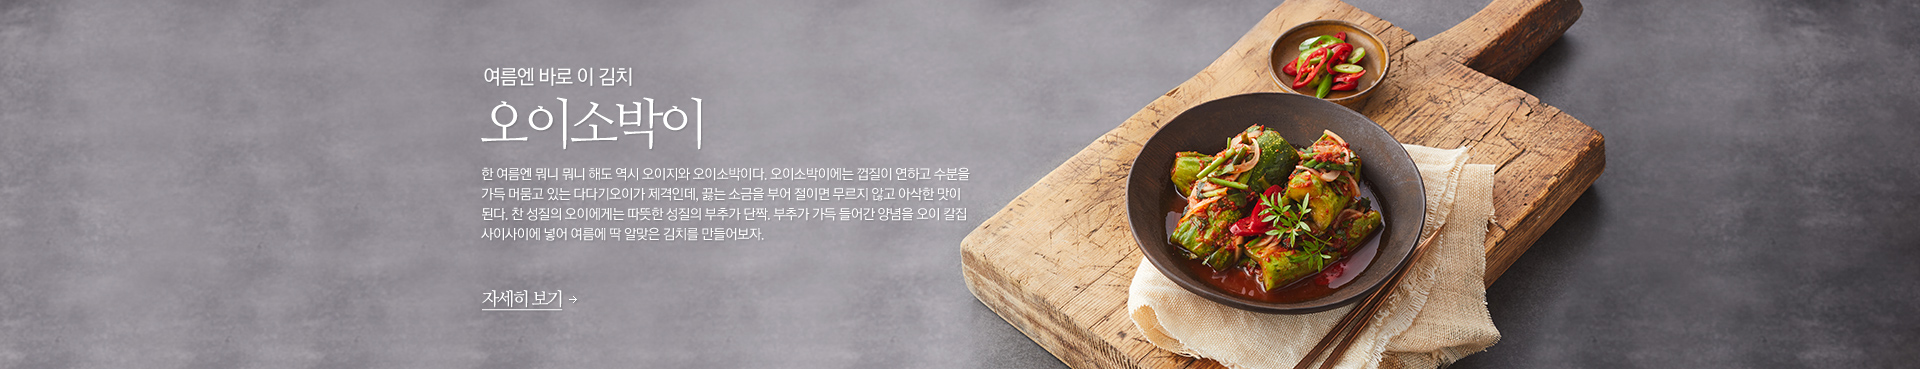 여름엔 바로 이 김치
오이소박이
한 여름엔 뭐니 뭐니 해도 역시 오이지와 오이소박이다. 오이소박이에는 껍질이 연하고 수분을
가득 머뭄고 있는 다다기오이가 제격인데, 끓는 소금을 부어 절이면 무르지 않고 아삭한 맛이
된다. 찬 성질의 오이에게는 따뜻한 성질의 부추가 단짝. 부추가 가득 들어간 양념을 오이 칼집
사이사이에 넣어 여름에 딱 알맞은 김치를 만들어보자.
자세히 보기 →